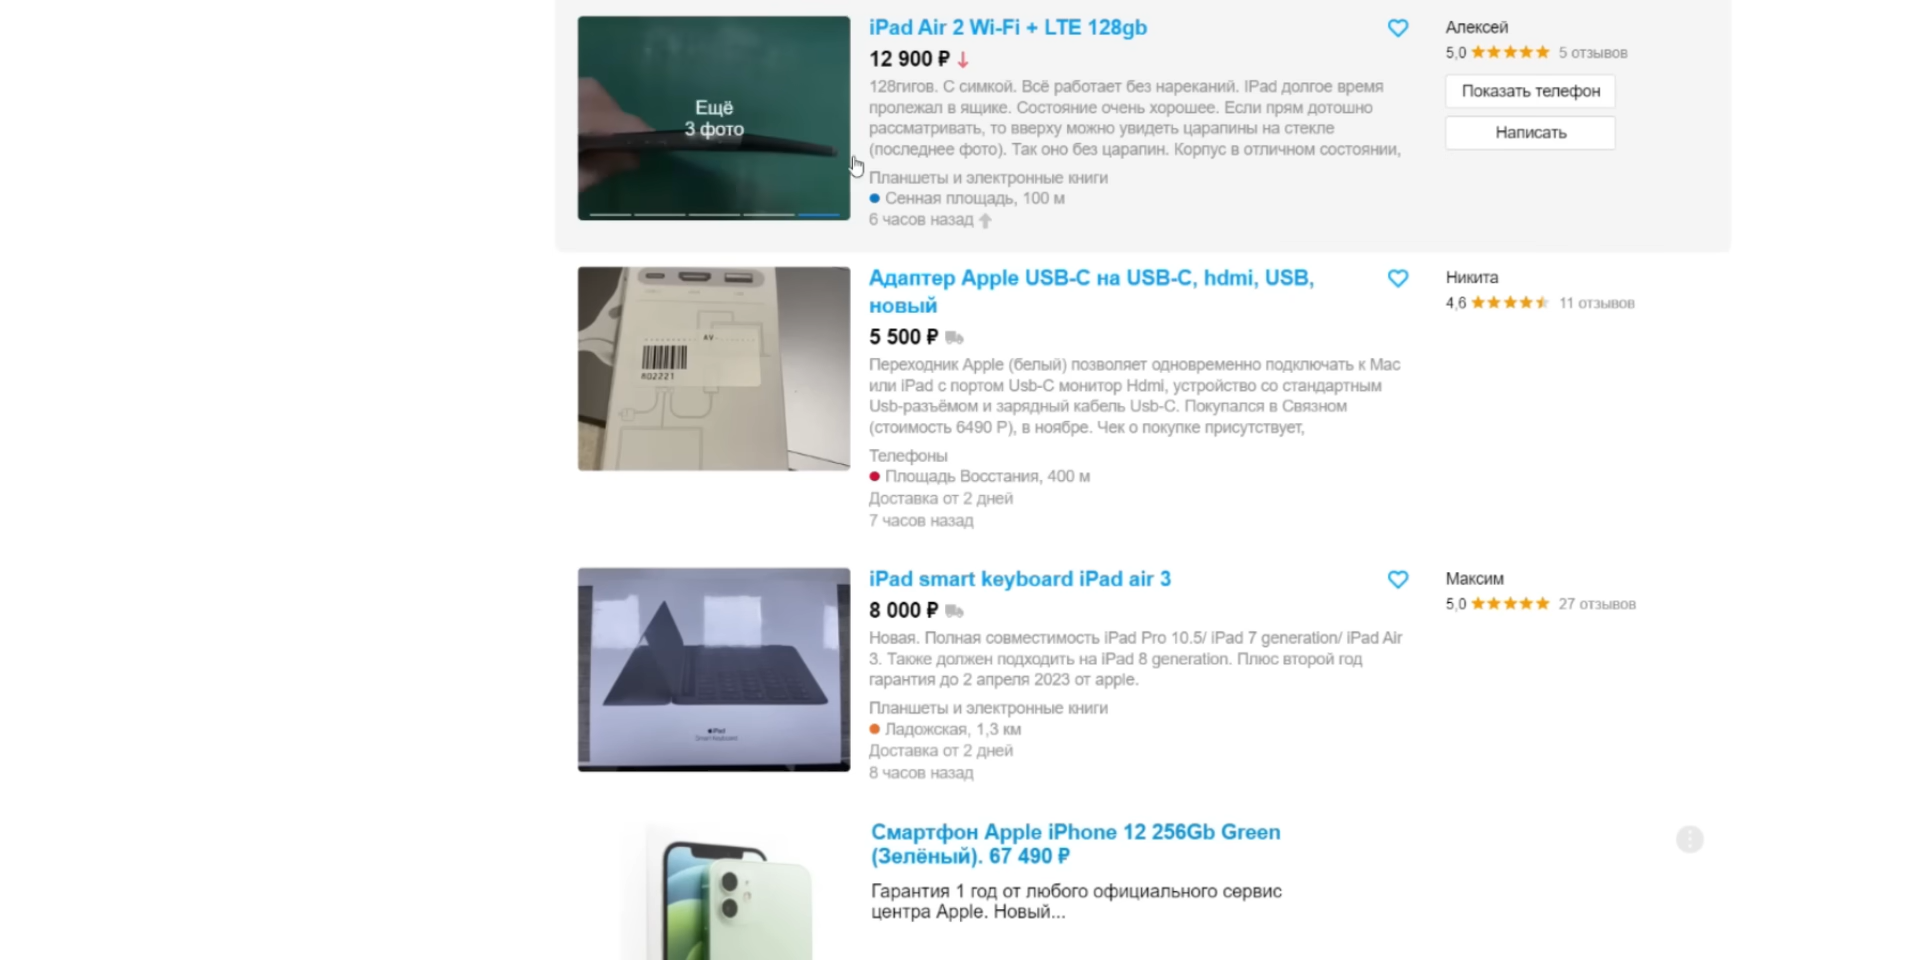 iPad Air 2 Wi-Fi + LTE 128gb
12 900 ₽
128гигов. С симкой. Всё работает без нареканий. IPad долгое время
пролежал в ящике. Состояние очень хорошее. Если прям дотошно
рассматривать, то вверху можно увидеть царапины на стекле
(последнее фото). Так оно без царапин. Корпус в отличном состоянии,
Планшеты и электронные книги
Сенная площадь, 100 м
6 часов назад
Ещё
3 фото
Алексей
5,0 5 отзывов
Показать телефон
Написать
Адаптер Apple USB-C на USB-C, hdmi, USB,
новый
5 500 ₽
Переходник Apple (белый) позволяет одновременно подключать к Mac
или iPad с портом Usb-C монитор Hdmi, устройство со стандартным
Usb-разъёмом и зарядный кабель Usb-C. Покупался в Связном
(стоимость 6490 Р), в ноябре. Чек о покупке присутствует,
Телефоны
Площадь Восстания, 400 м
Доставка от 2 дней
7 часов назад
AV
802221
Никита
4,6 11 отзывов
iPad smart keyboard iPad air 3
8 000 ₽
Новая. Полная совместимость iPad Pro 10.5/ iPad 7 generation/ iPad Air
3. Также должен подходить на iPad 8 generation. Плюс второй год
гарантия до 2 апреля 2023 от apple.
Планшеты и электронные книги
Ладожская, 1,3 км
Доставка от 2 дней
8 часов назад
iPad
Smart Keyboard
Максим
5,0 27 отзывов
Смартфон Apple iPhone 12 256Gb Green
(Зелёный). 67 490 ₽
Гарантия 1 год от любого официального сервис
центра Apple. Новый...